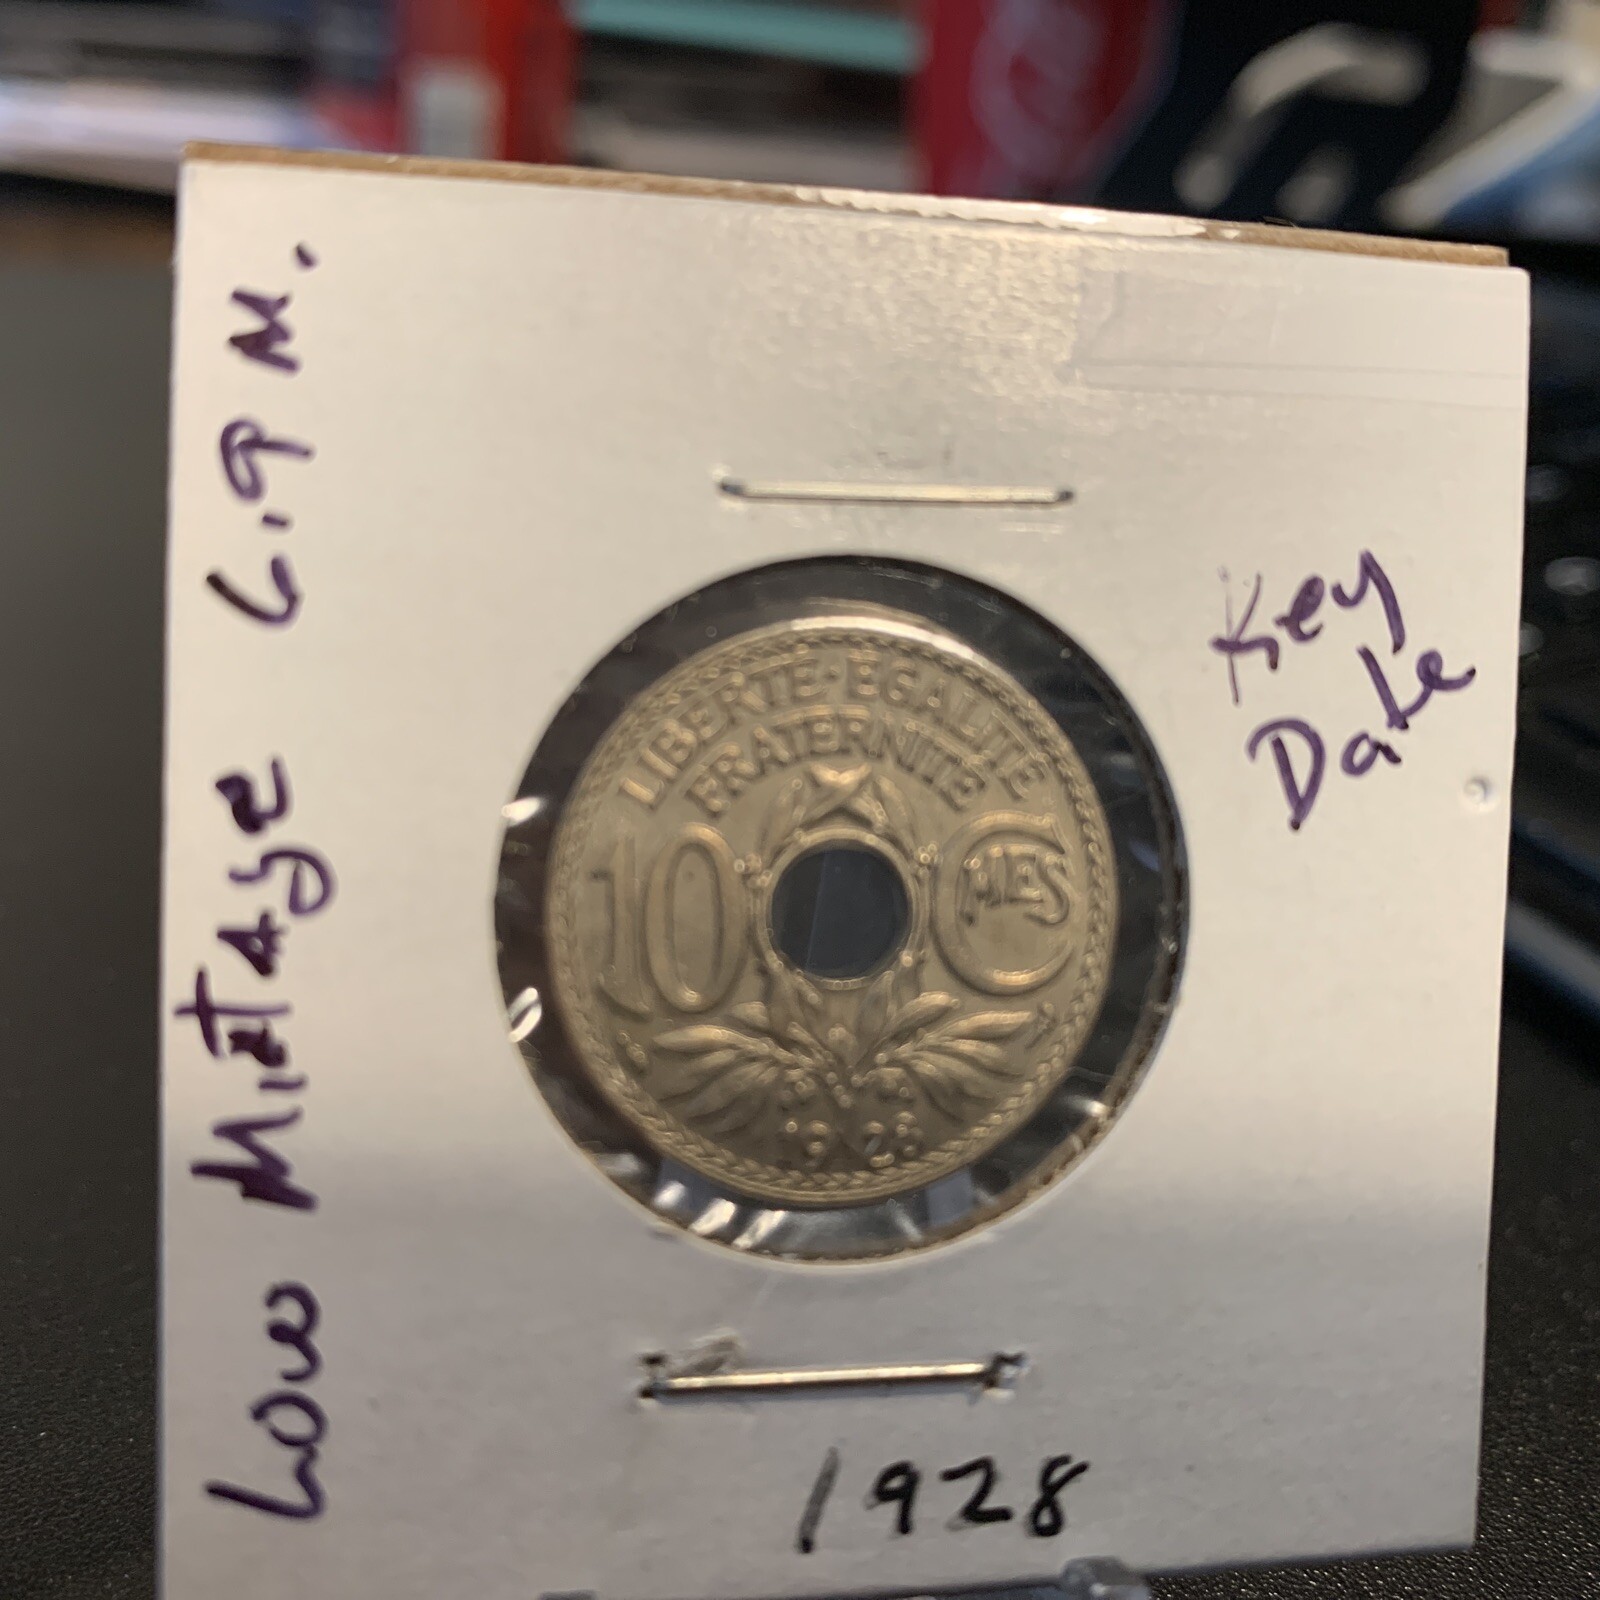 Low Mintage 6.9 M.
Key
Date
LIBERTE·EGALITE
FRATERNITE
10 CMES
1928
1928